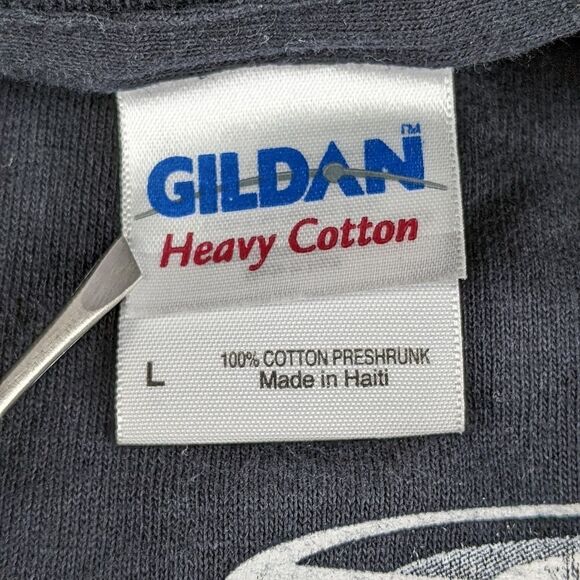 GILDAN™
Heavy Cotton
L
100% COTTON PRESHRUNK
Made in Haiti